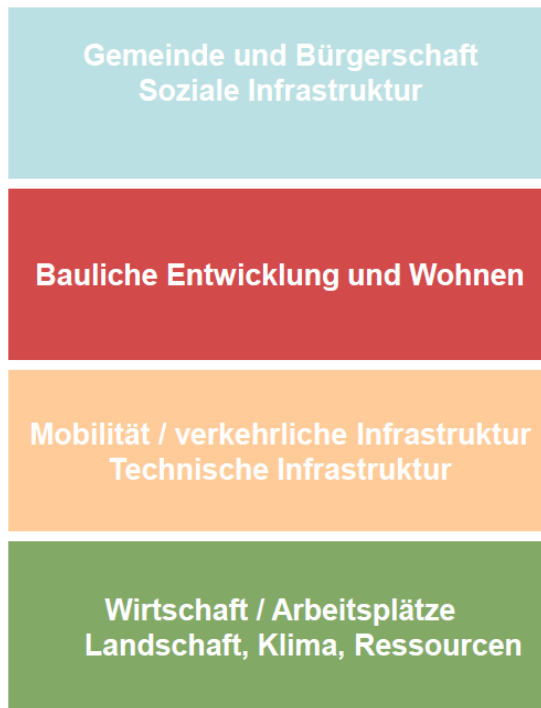 Gemeinde und Bürgerschaft
Soziale Infrastruktur
Bauliche Entwicklung und Wohnen
Mobilität / verkehrliche Infrastruktur
Technische Infrastruktur
Wirtschaft / Arbeitsplätze
Landschaft, Klima, Ressourcen